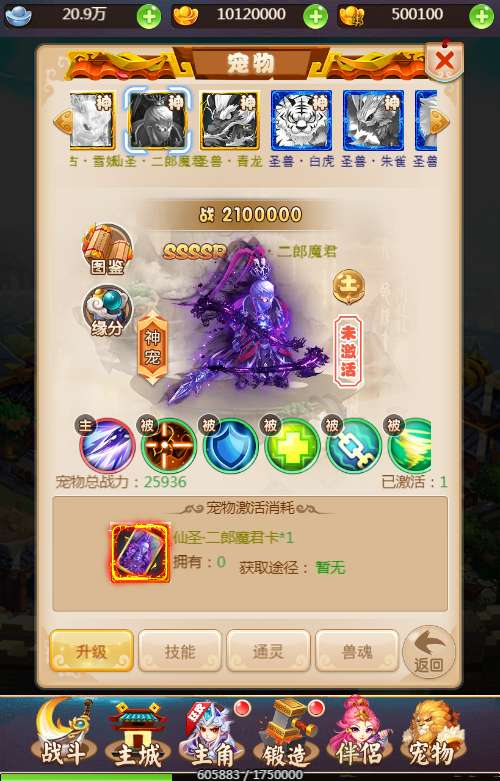 20.9万
10120000
500100
宠物
神
神
神
神
神
古·雪
仙圣·二郎魔君
圣兽·青龙
圣兽·白虎
圣兽·朱雀
圣兽
战 2100000
SSSSR
·二郎魔君
图鉴
缘分
土
神宠
未激活
主
被
被
被
被
被
宠物总战力：25936
已激活：1
宠物激活消耗
仙圣-二郎魔君卡*1
拥有：0
获取途径：暂无
升级
技能
通灵
兽魂
返回
战斗
主城
主角
锻造
伴侣
宠物
605883 / 1750000